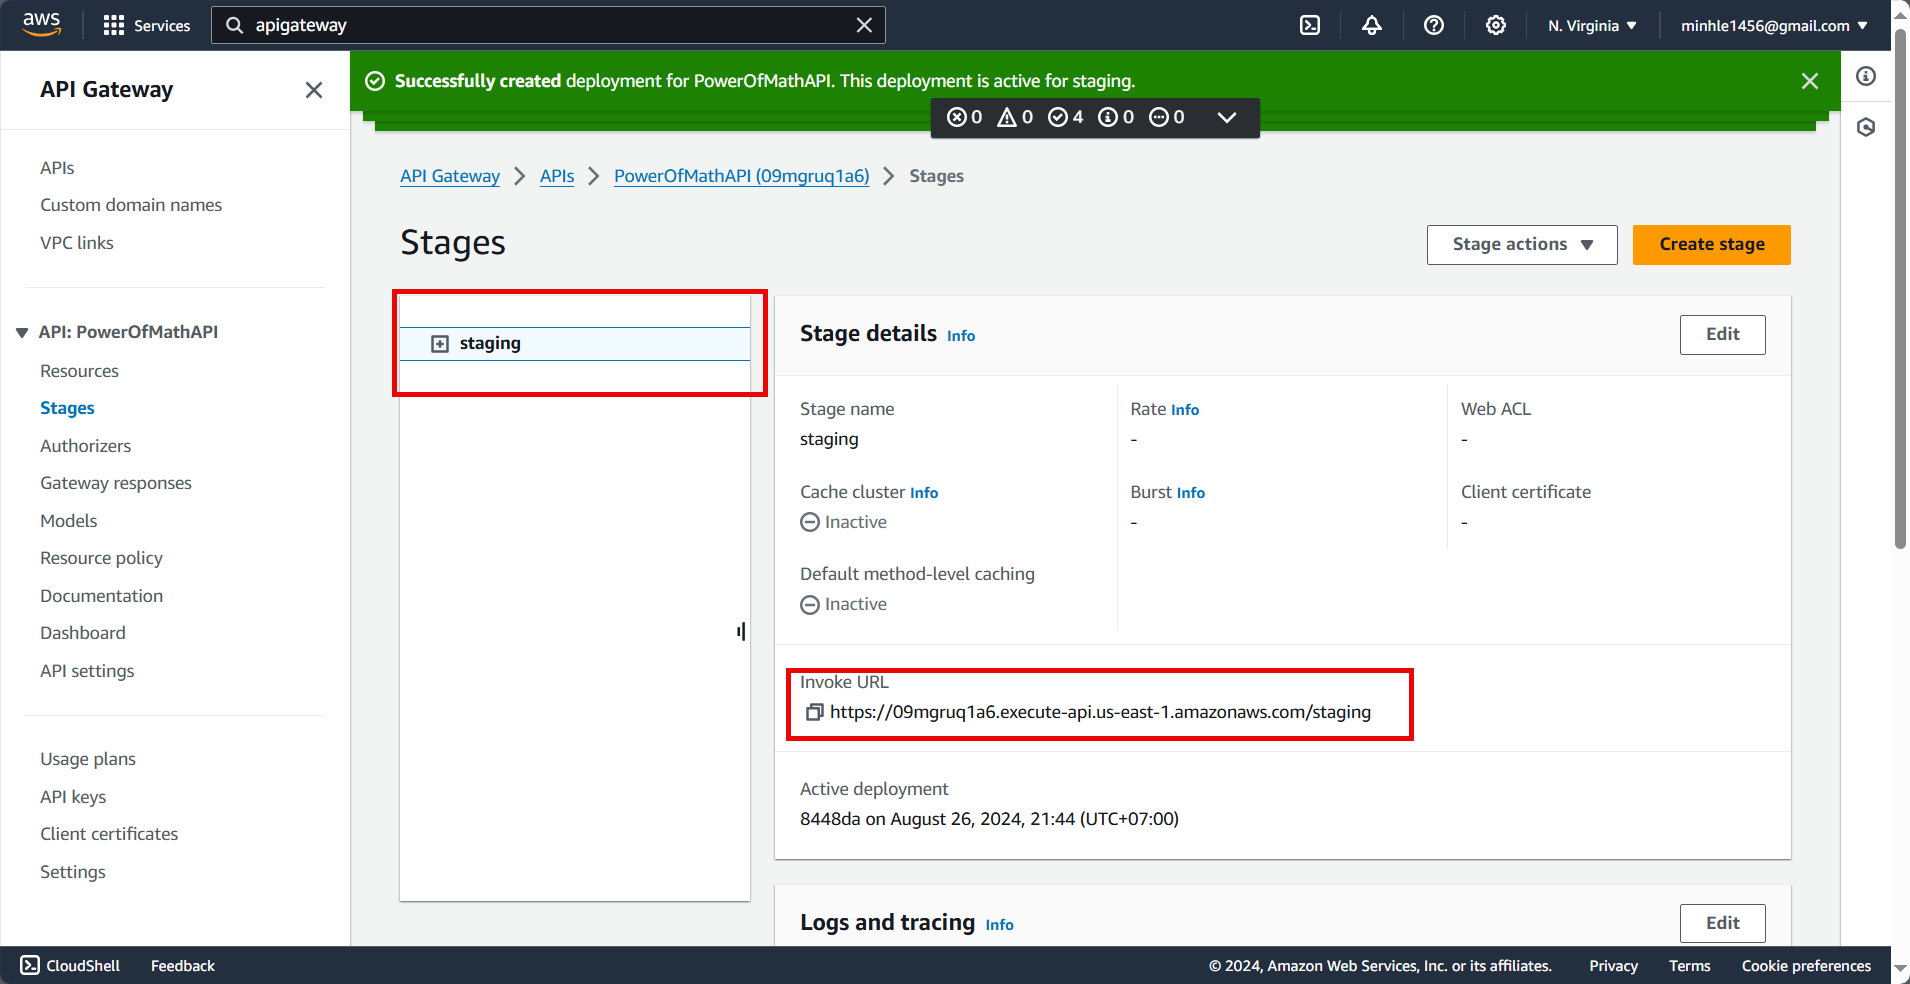 aws
Services
apigateway
N. Virginia
minhle1456@gmail.com
API Gateway
Successfully created deployment for PowerOfMathAPI. This deployment is active for staging.
0 0 4 0 0
APIs
Custom domain names
VPC links
API: PowerOfMathAPI
Resources
Stages
Authorizers
Gateway responses
Models
Resource policy
Documentation
Dashboard
API settings
Usage plans
API keys
Client certificates
Settings
API Gateway
APIs
PowerOfMathAPI (09mgruq1a6)
Stages
Stages
Stage actions
Create stage
staging
Stage details Info
Edit
Stage name
staging
Rate Info
-
Web ACL
-
Cache cluster Info
Inactive
Burst Info
-
Client certificate
-
Default method-level caching
Inactive
Invoke URL
https://09mgruq1a6.execute-api.us-east-1.amazonaws.com/staging
Active deployment
8448da on August 26, 2024, 21:44 (UTC+07:00)
Logs and tracing Info
Edit
CloudShell
Feedback
© 2024, Amazon Web Services, Inc. or its affiliates.
Privacy
Terms
Cookie preferences